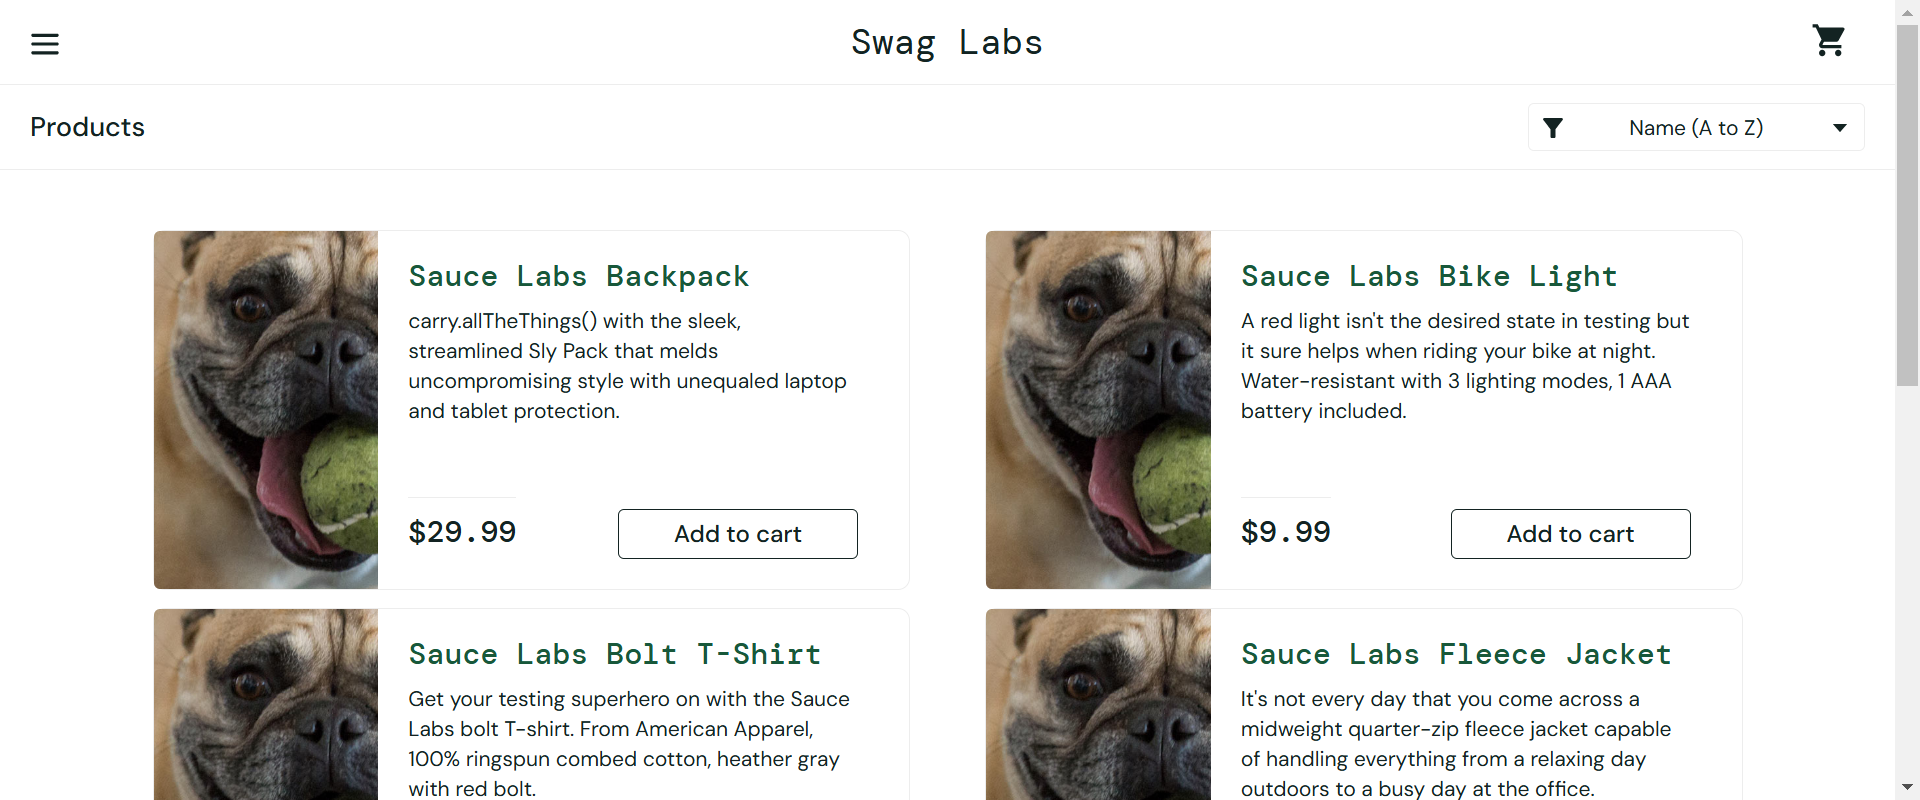 Swag Labs
Products
Name (A to Z)
Sauce Labs Backpack
carry.allTheThings() with the sleek,
streamlined Sly Pack that melds
uncompromising style with unequaled laptop
and tablet protection.
$29.99
Add to cart
Sauce Labs Bike Light
A red light isn't the desired state in testing but
it sure helps when riding your bike at night.
Water-resistant with 3 lighting modes, 1 AAA
battery included.
$9.99
Add to cart
Sauce Labs Bolt T-Shirt
Get your testing superhero on with the Sauce
Labs bolt T-shirt. From American Apparel,
100% ringspun combed cotton, heather gray
with red bolt.
Sauce Labs Fleece Jacket
It's not every day that you come across a
midweight quarter-zip fleece jacket capable
of handling everything from a relaxing day
outdoors to a busy day at the office.